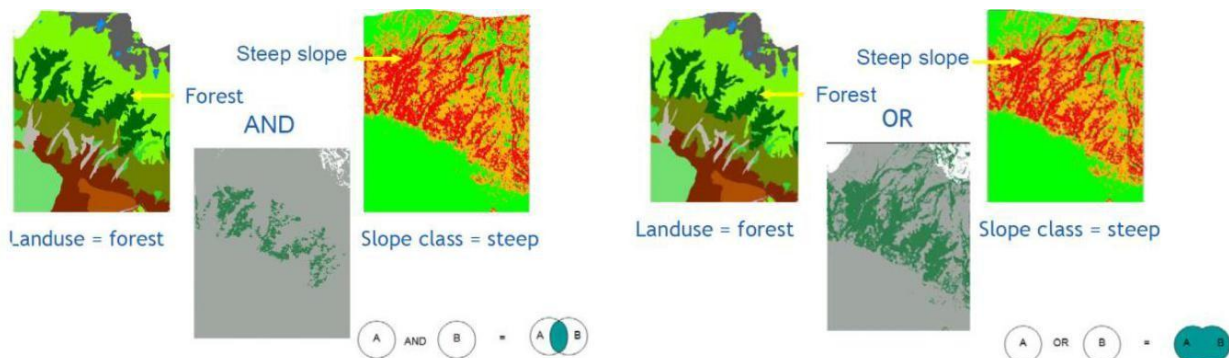 Steep slope
Forest
AND
Landuse = forest
Slope class = steep
A AND B = A B
Steep slope
Forest
OR
Landuse = forest
Slope class = steep
A OR B = A B